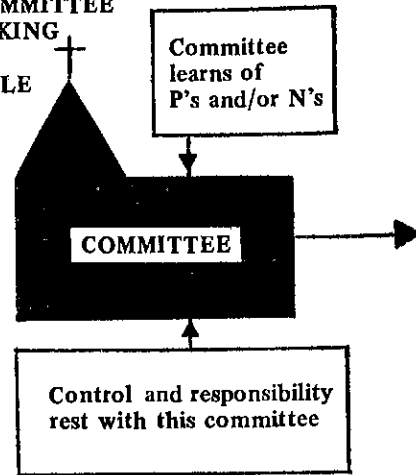 MMITTEE
KING
LE
Committee
learns of
P's and/or N's
COMMITTEE
Control and responsibility
rest with this committee